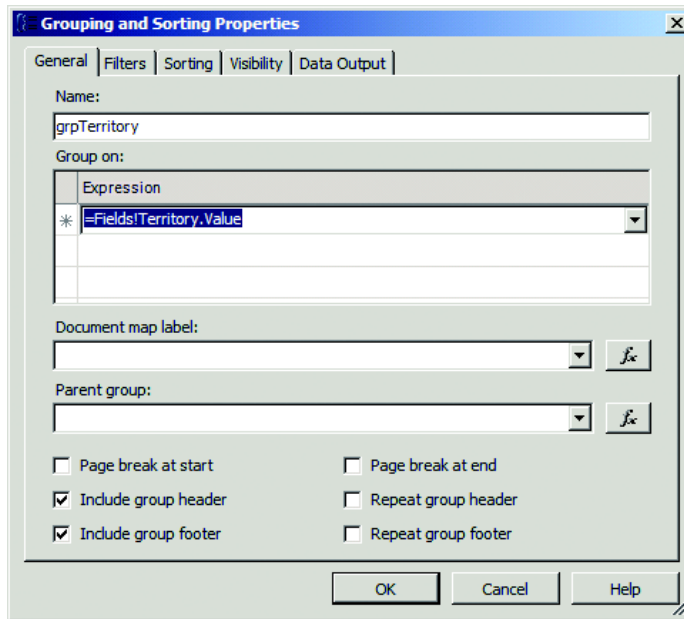 Grouping and Sorting Properties
General Filters Sorting Visibility Data Output
Name:
grpTerritory
Group on:
Expression
=Fields!Territory.Value
Document map label:
fx
Parent group:
fx
Page break at start Page break at end
Include group header Repeat group header
Include group footer Repeat group footer
OK Cancel Help